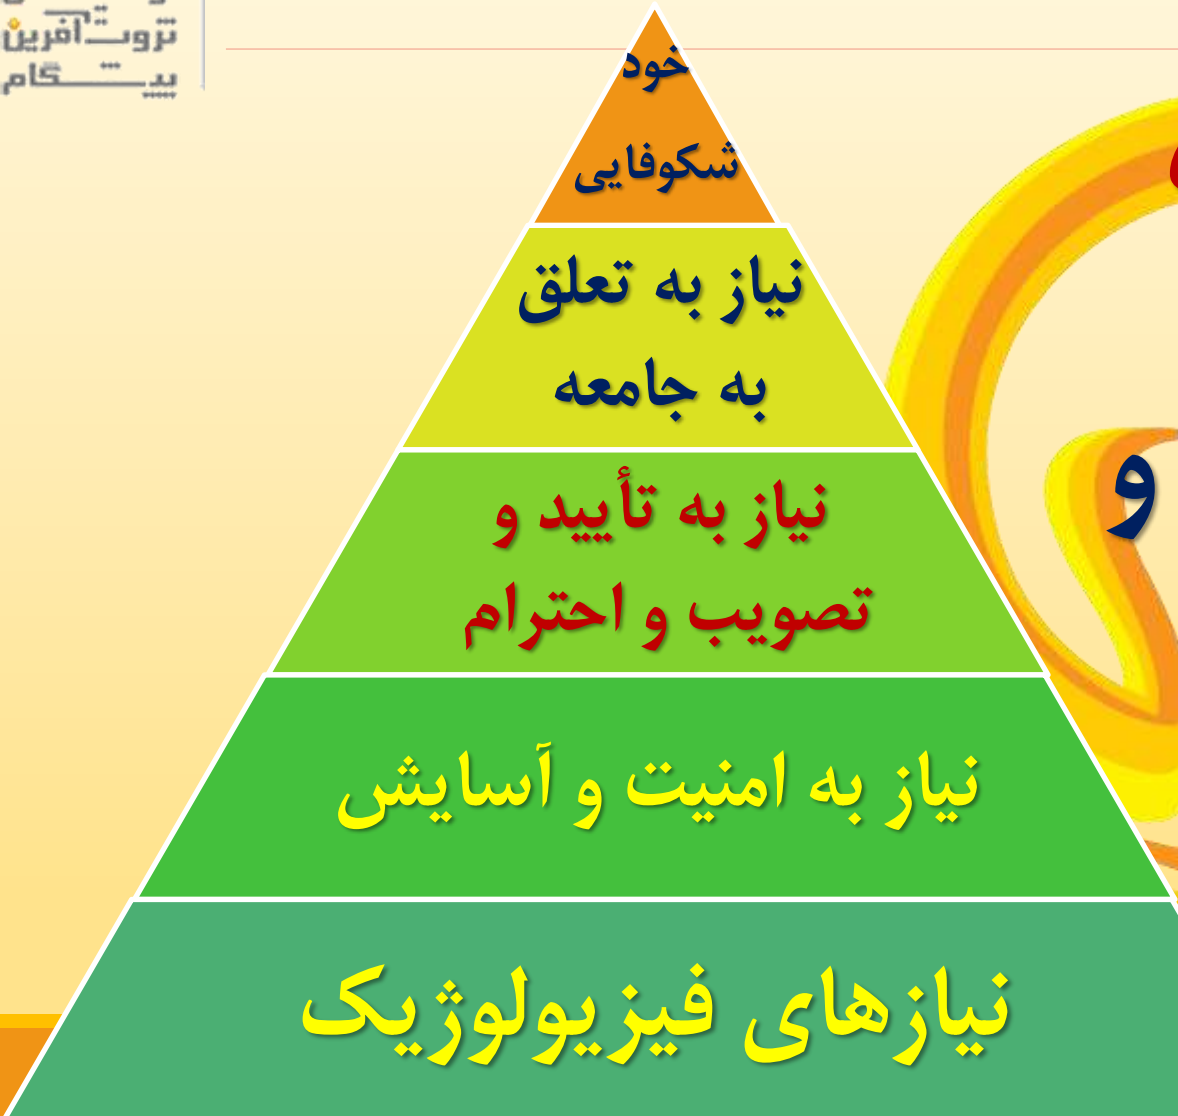 ثروت آفرین
پیشگام
خود
شکوفایی
نیاز به تعلق
به جامعه
و
نیاز به تأیید و
تصویب و احترام
نیاز به امنیت و آسایش
نیازهای فیزیولوژیک